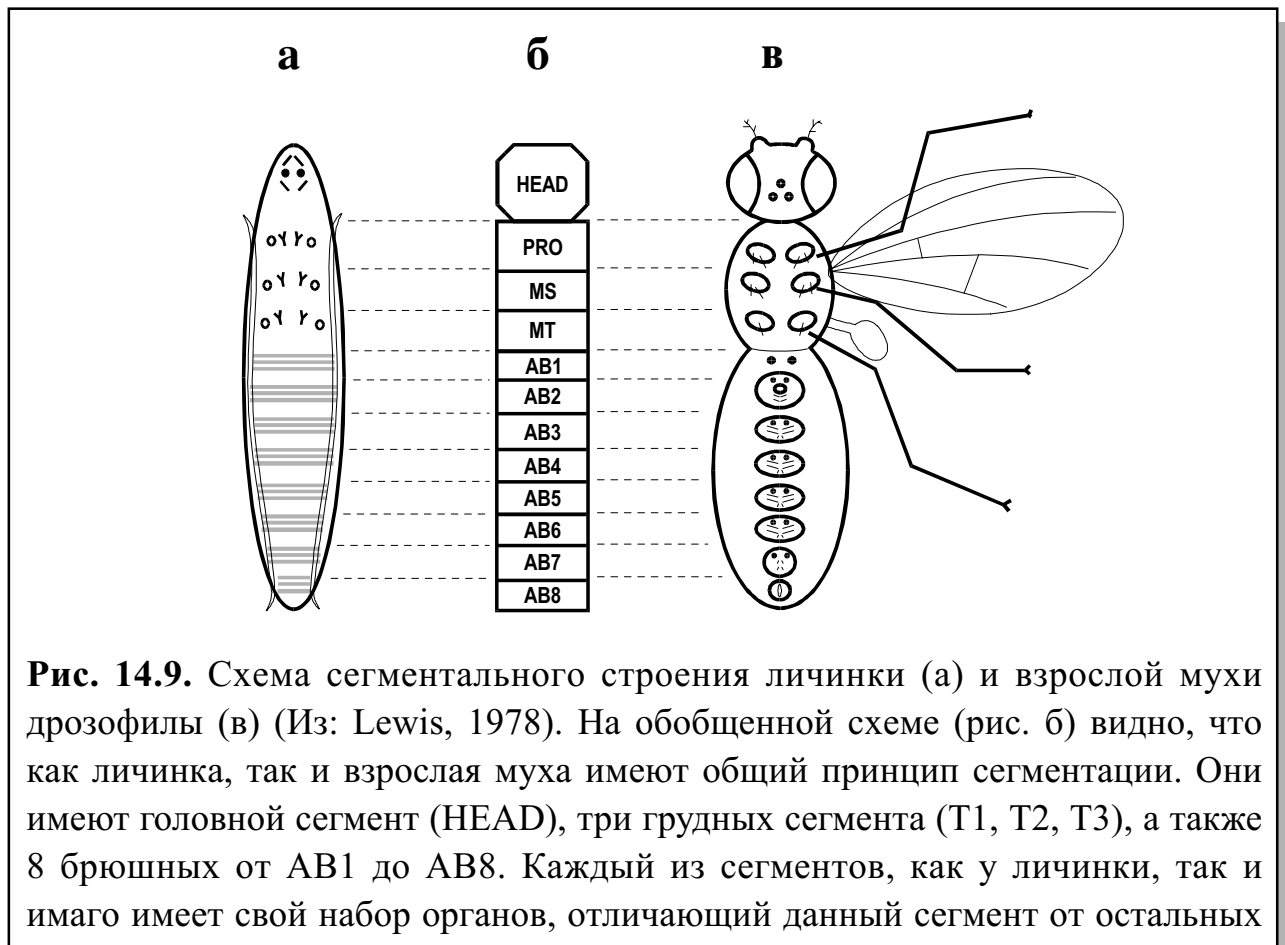 а б в
HEAD
PRO
MS
MT
AB1
AB2
AB3
AB4
AB5
AB6
AB7
AB8
Рис. 14.9. Схема сегментального строения личинки (а) и взрослой мухи
дрозофилы (в) (Из: Lewis, 1978). На обобщенной схеме (рис. б) видно, что
как личинка, так и взрослая муха имеют общий принцип сегментации. Они
имеют головной сегмент (HEAD), три грудных сегмента (T1, T2, T3), а также
8 брюшных от AB1 до AB8. Каждый из сегментов, как у личинки, так и
имаго имеет свой набор органов, отличающий данный сегмент от остальных